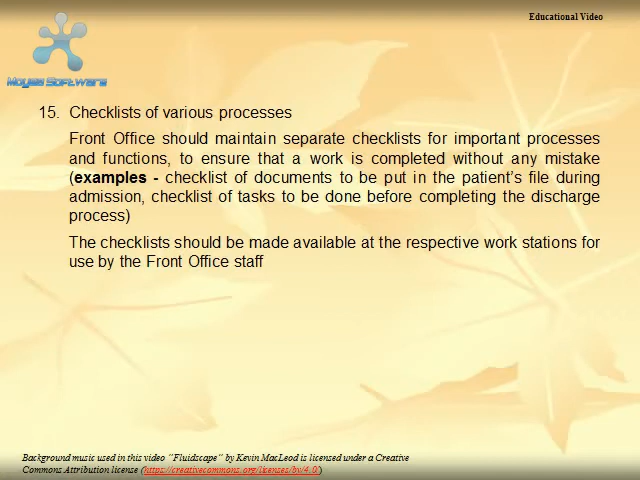 Educational Video
Moyea Software
15. Checklists of various processes
Front Office should maintain separate checklists for important processes
and functions, to ensure that a work is completed without any mistake
(examples - checklist of documents to be put in the patient's file during
admission, checklist of tasks to be done before completing the discharge
process)
The checklists should be made available at the respective work stations for
use by the Front Office staff
Background music used in this video "Fluidscape" by Kevin MacLeod is licensed under a Creative
Commons Attribution license (https://creativecommons.org/licenses/by/4.0/)